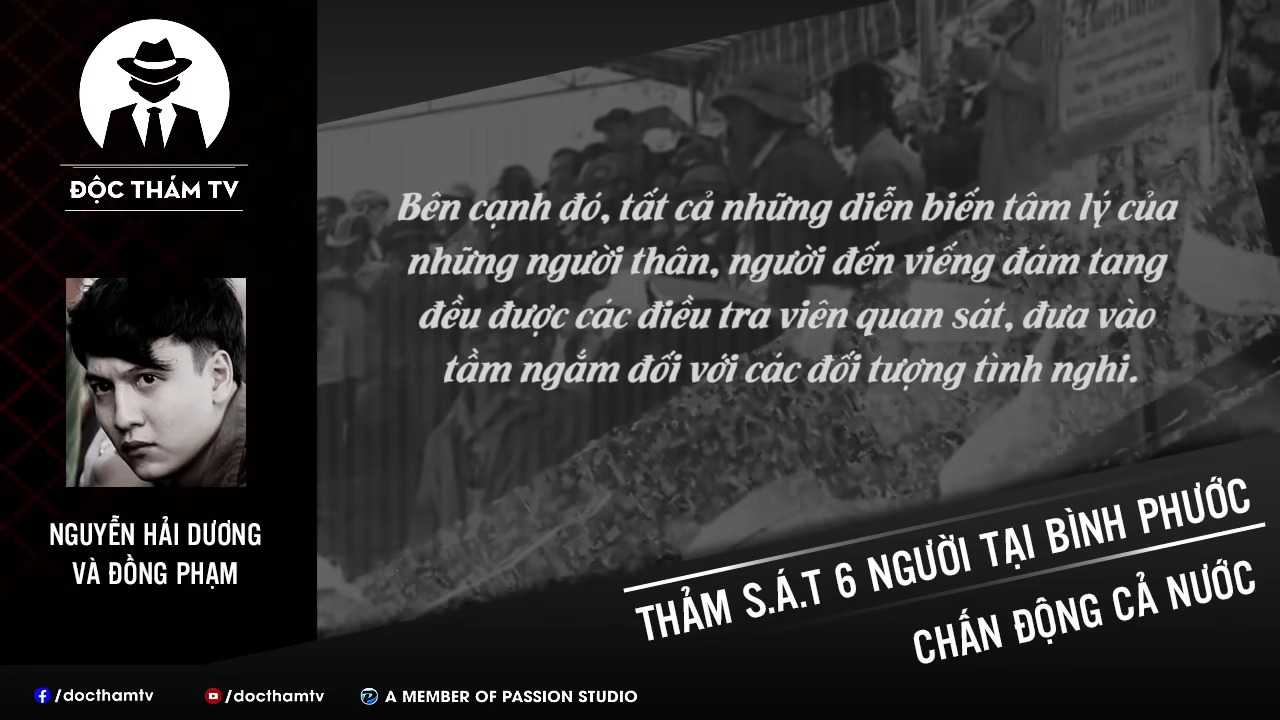 ĐỘC THÁM TV
NGUYỄN HẢI DƯƠNG
VÀ ĐỒNG PHẠM
Bên cạnh đó, tất cả những diễn biến tâm lý của
những người thân, người đến viếng đám tang
đều được các điều tra viên quan sát, đưa vào
tầm ngắm đối với các đối tượng tình nghi.
THẢM S.Á.T 6 NGƯỜI TẠI BÌNH PHƯỚC
CHẤN ĐỘNG CẢ NƯỚC
/docthamtv
/docthamtv
A MEMBER OF PASSION STUDIO